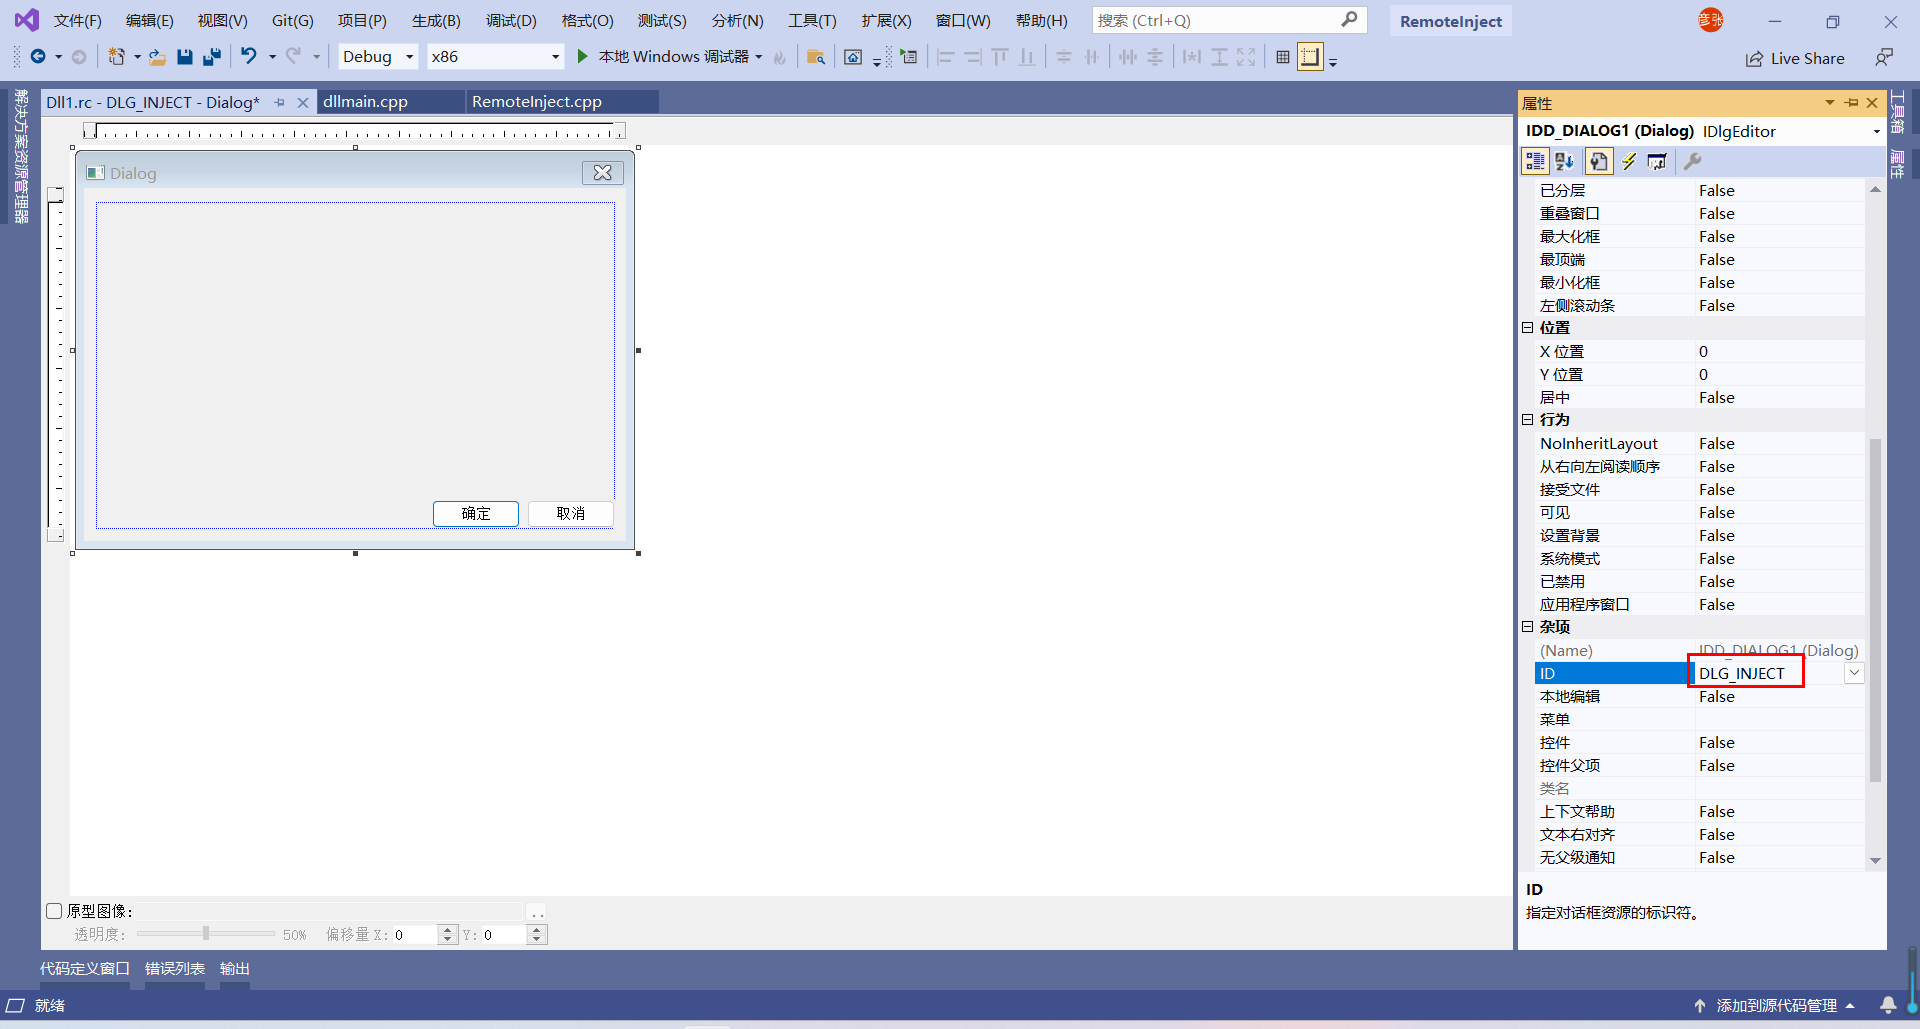 文件(F) 编辑(E) 视图(V) Git(G) 项目(P) 生成(B) 调试(D) 格式(O) 测试(S) 分析(N) 工具(T) 扩展(X) 窗口(W) 帮助(H) 搜索 (Ctrl+Q) RemoteInject 彦张
Debug x86 本地 Windows 调试器 Live Share
解决方案资源管理器
Dll1.rc - DLG_INJECT - Dialog* dllmain.cpp RemoteInject.cpp
Dialog
确定 取消
原型图像: ..
透明度: 50% 偏移量 X: 0 Y: 0
属性
IDD_DIALOG1 (Dialog) IDlgEditor
已分层 False
重叠窗口 False
最大化框 False
最顶端 False
最小化框 False
左侧滚动条 False
位置
X 位置 0
Y 位置 0
居中 False
行为
NoInheritLayout False
从右向左阅读顺序 False
接受文件 False
可见 False
设置背景 False
系统模式 False
已禁用 False
应用程序窗口 False
杂项
(Name) IDD_DIALOG1 (Dialog)
ID DLG_INJECT
本地编辑 False
菜单
控件 False
控件父项 False
类名
上下文帮助 False
文本右对齐 False
无父级通知 False
ID
指定对话框资源的标识符。
工具箱
属性
代码定义窗口 错误列表 输出
就绪 添加到源代码管理